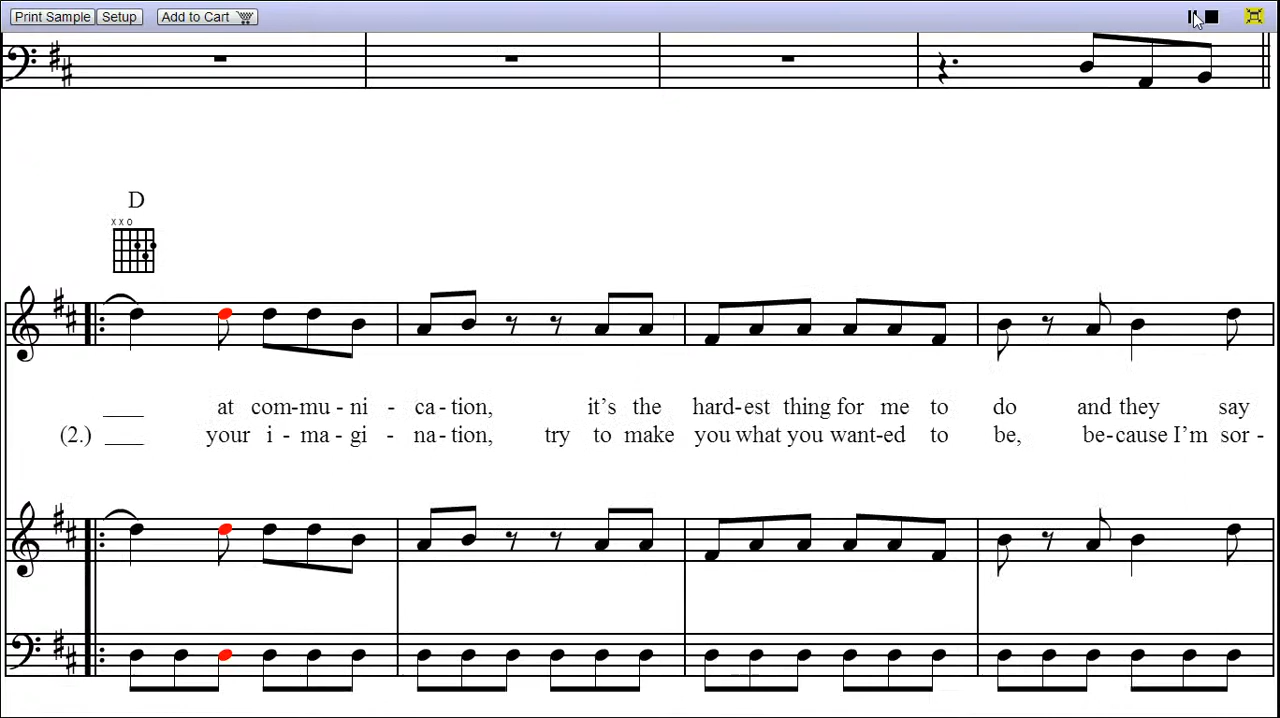 Print Sample Setup Add to Cart
D
x x o
___ at com-mu - ni - ca - tion, it's the hard-est thing for me to do and they say
(2.) ___ your i - ma - gi - na - tion, try to make you what you want-ed to be, be-cause I'm sor -